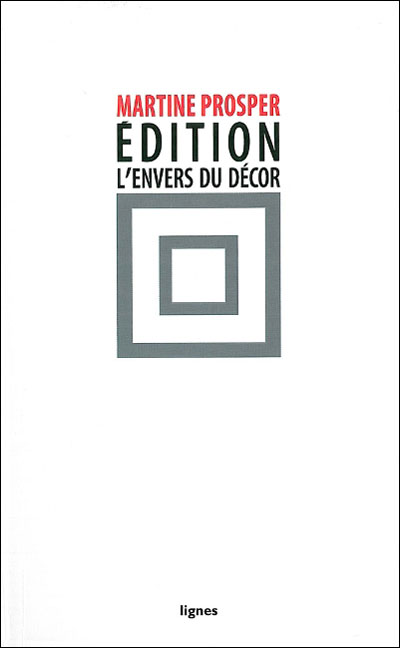 MARTINE PROSPER
ÉDITION
L'ENVERS DU DÉCOR
lignes